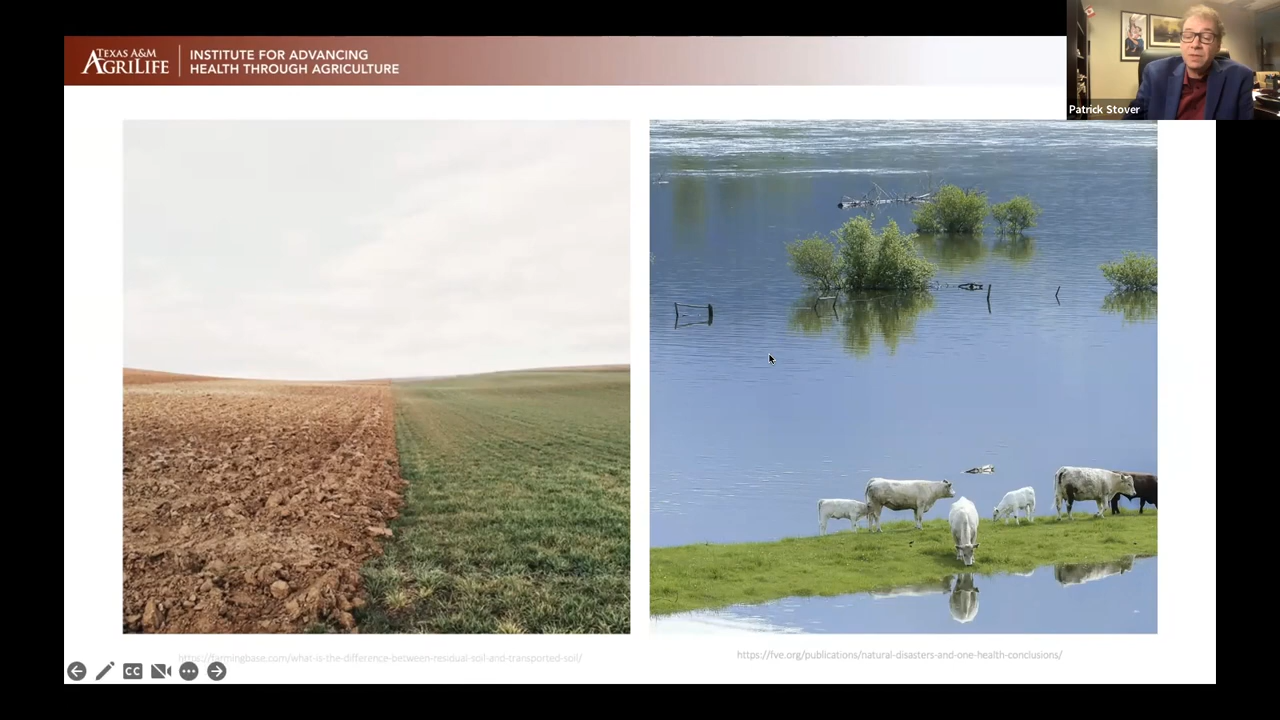 TEXAS A&M
AGRILIFE
INSTITUTE FOR ADVANCING
HEALTH THROUGH AGRICULTURE
Patrick Stover
https://farmingbase.com/what-is-the-difference-between-residual-soil-and-transported-soil/
https://fve.org/publications/natural-disasters-and-one-health-conclusions/
CC